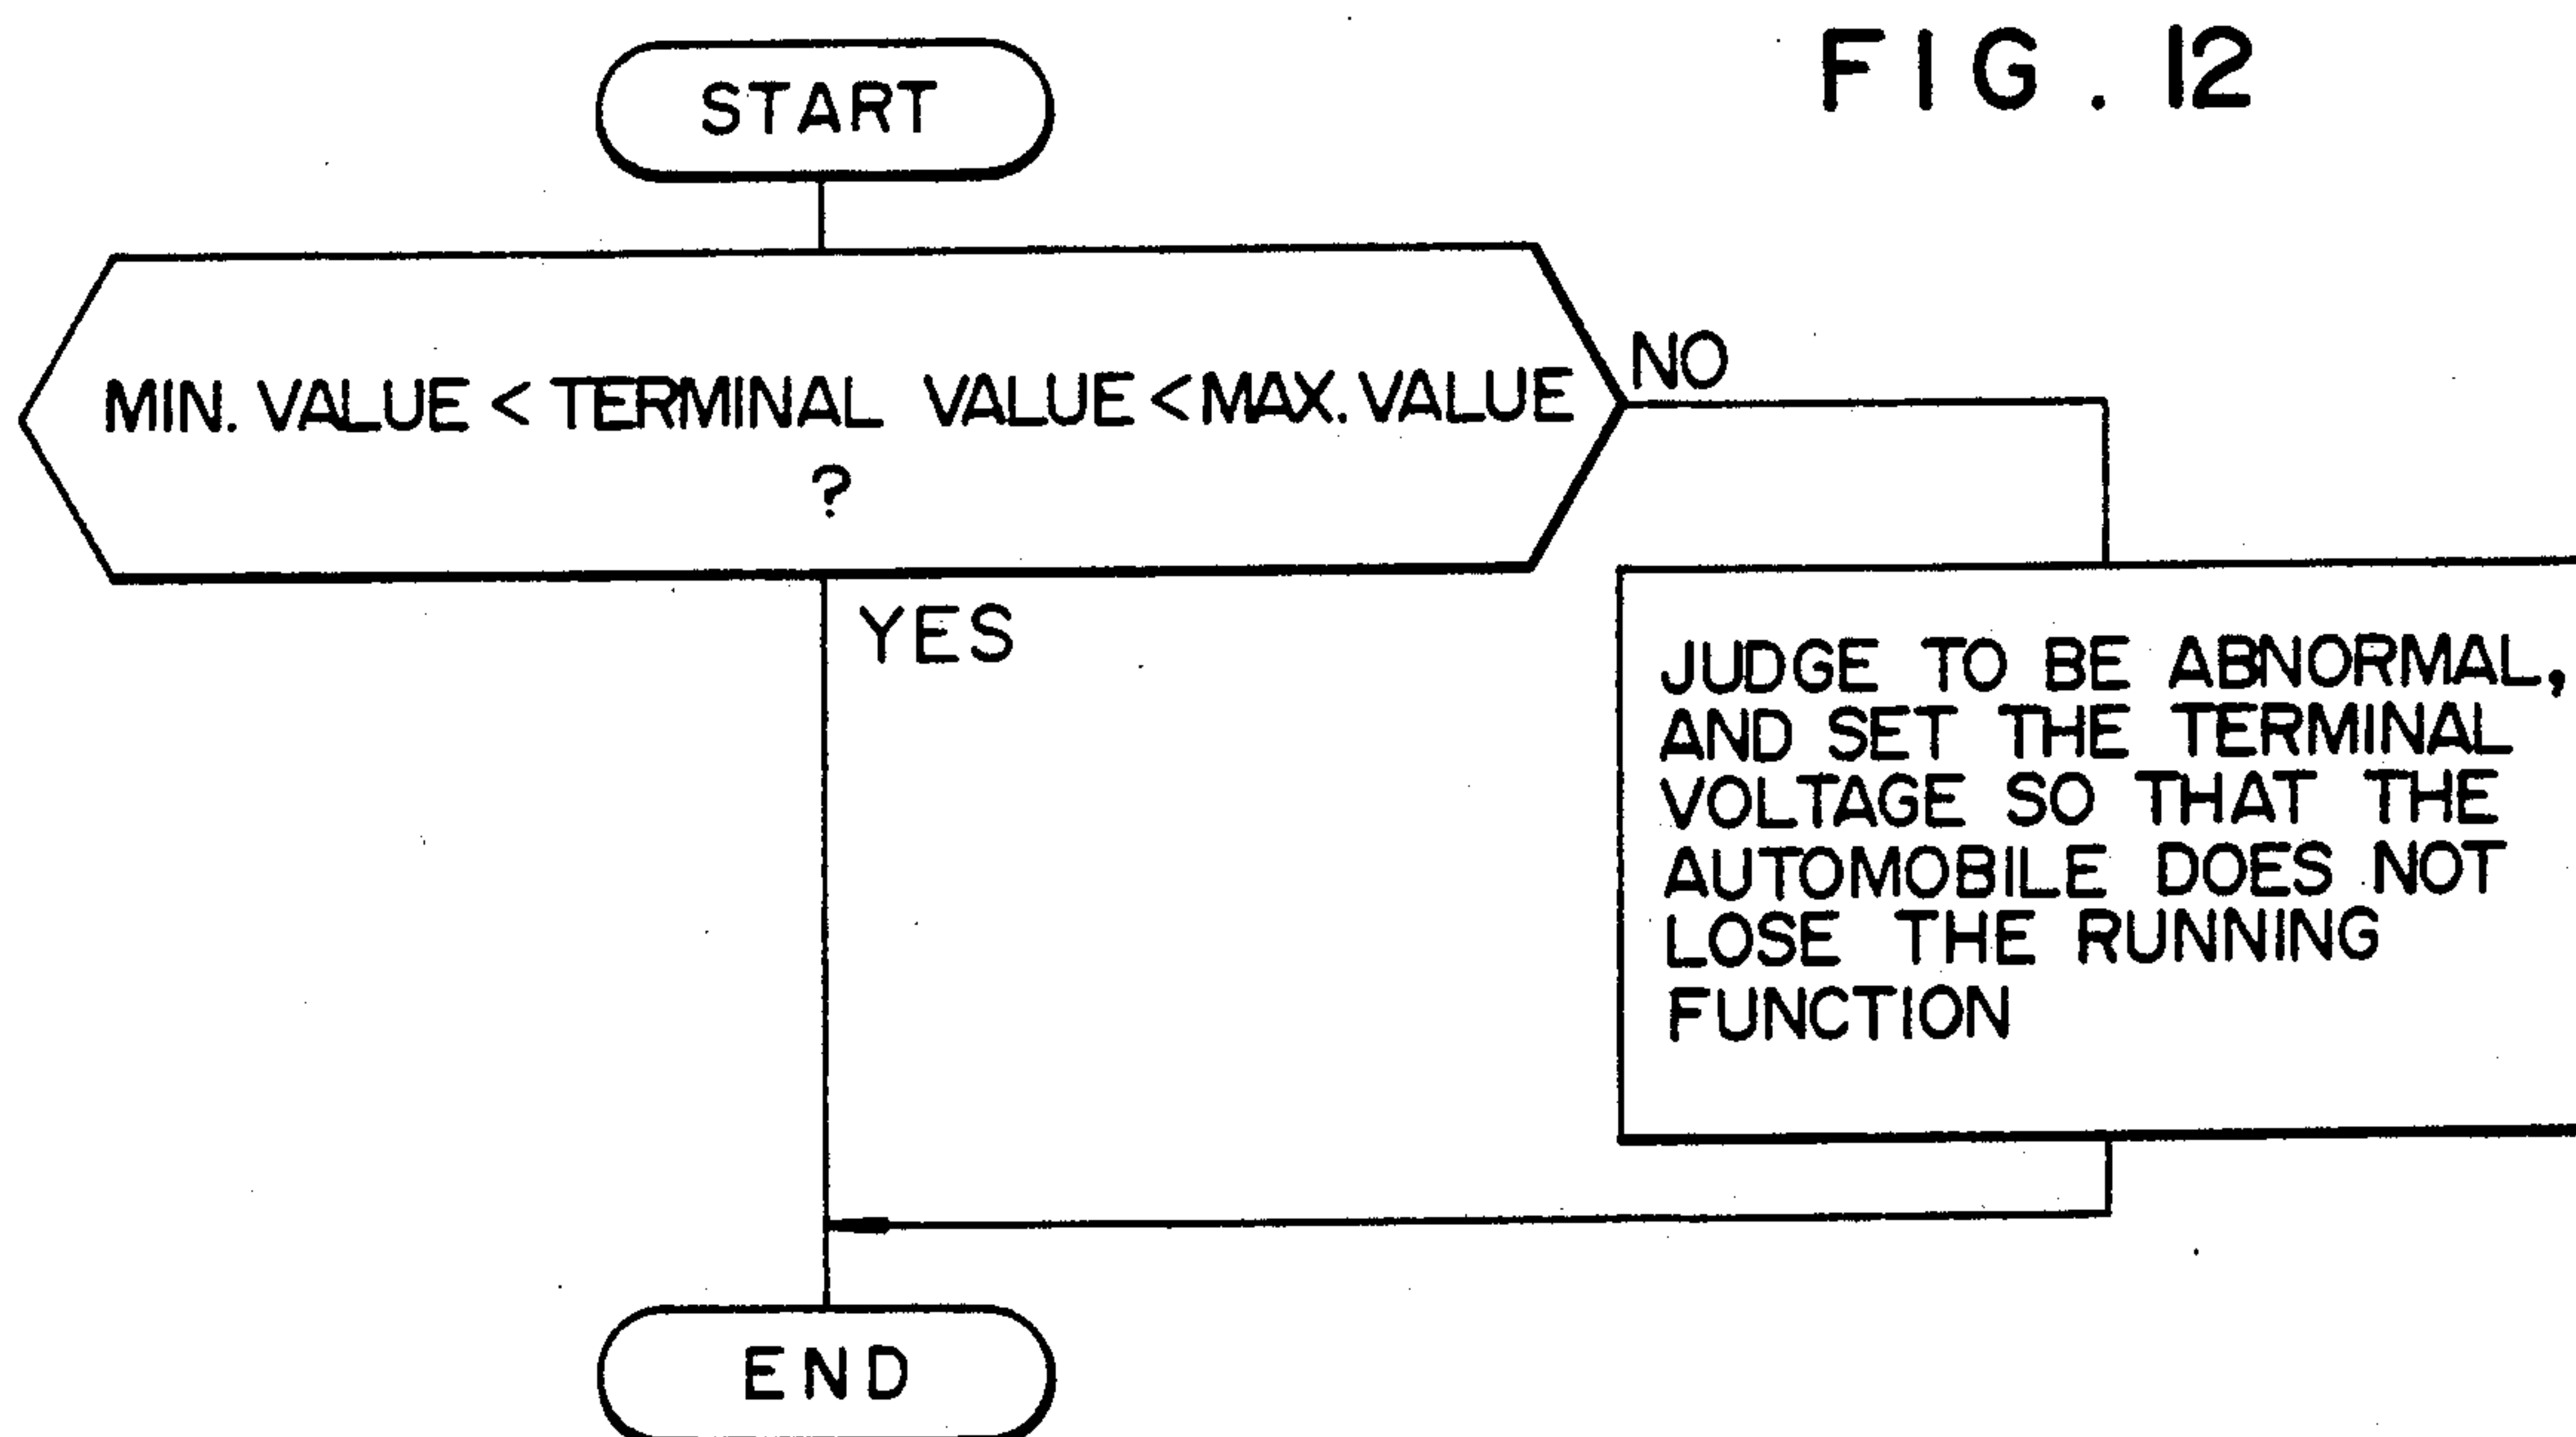 FIG. 12
START
MIN. VALUE < TERMINAL VALUE < MAX. VALUE
?
NO
YES
JUDGE TO BE ABNORMAL,
AND SET THE TERMINAL
VOLTAGE SO THAT THE
AUTOMOBILE DOES NOT
LOSE THE RUNNING
FUNCTION
END